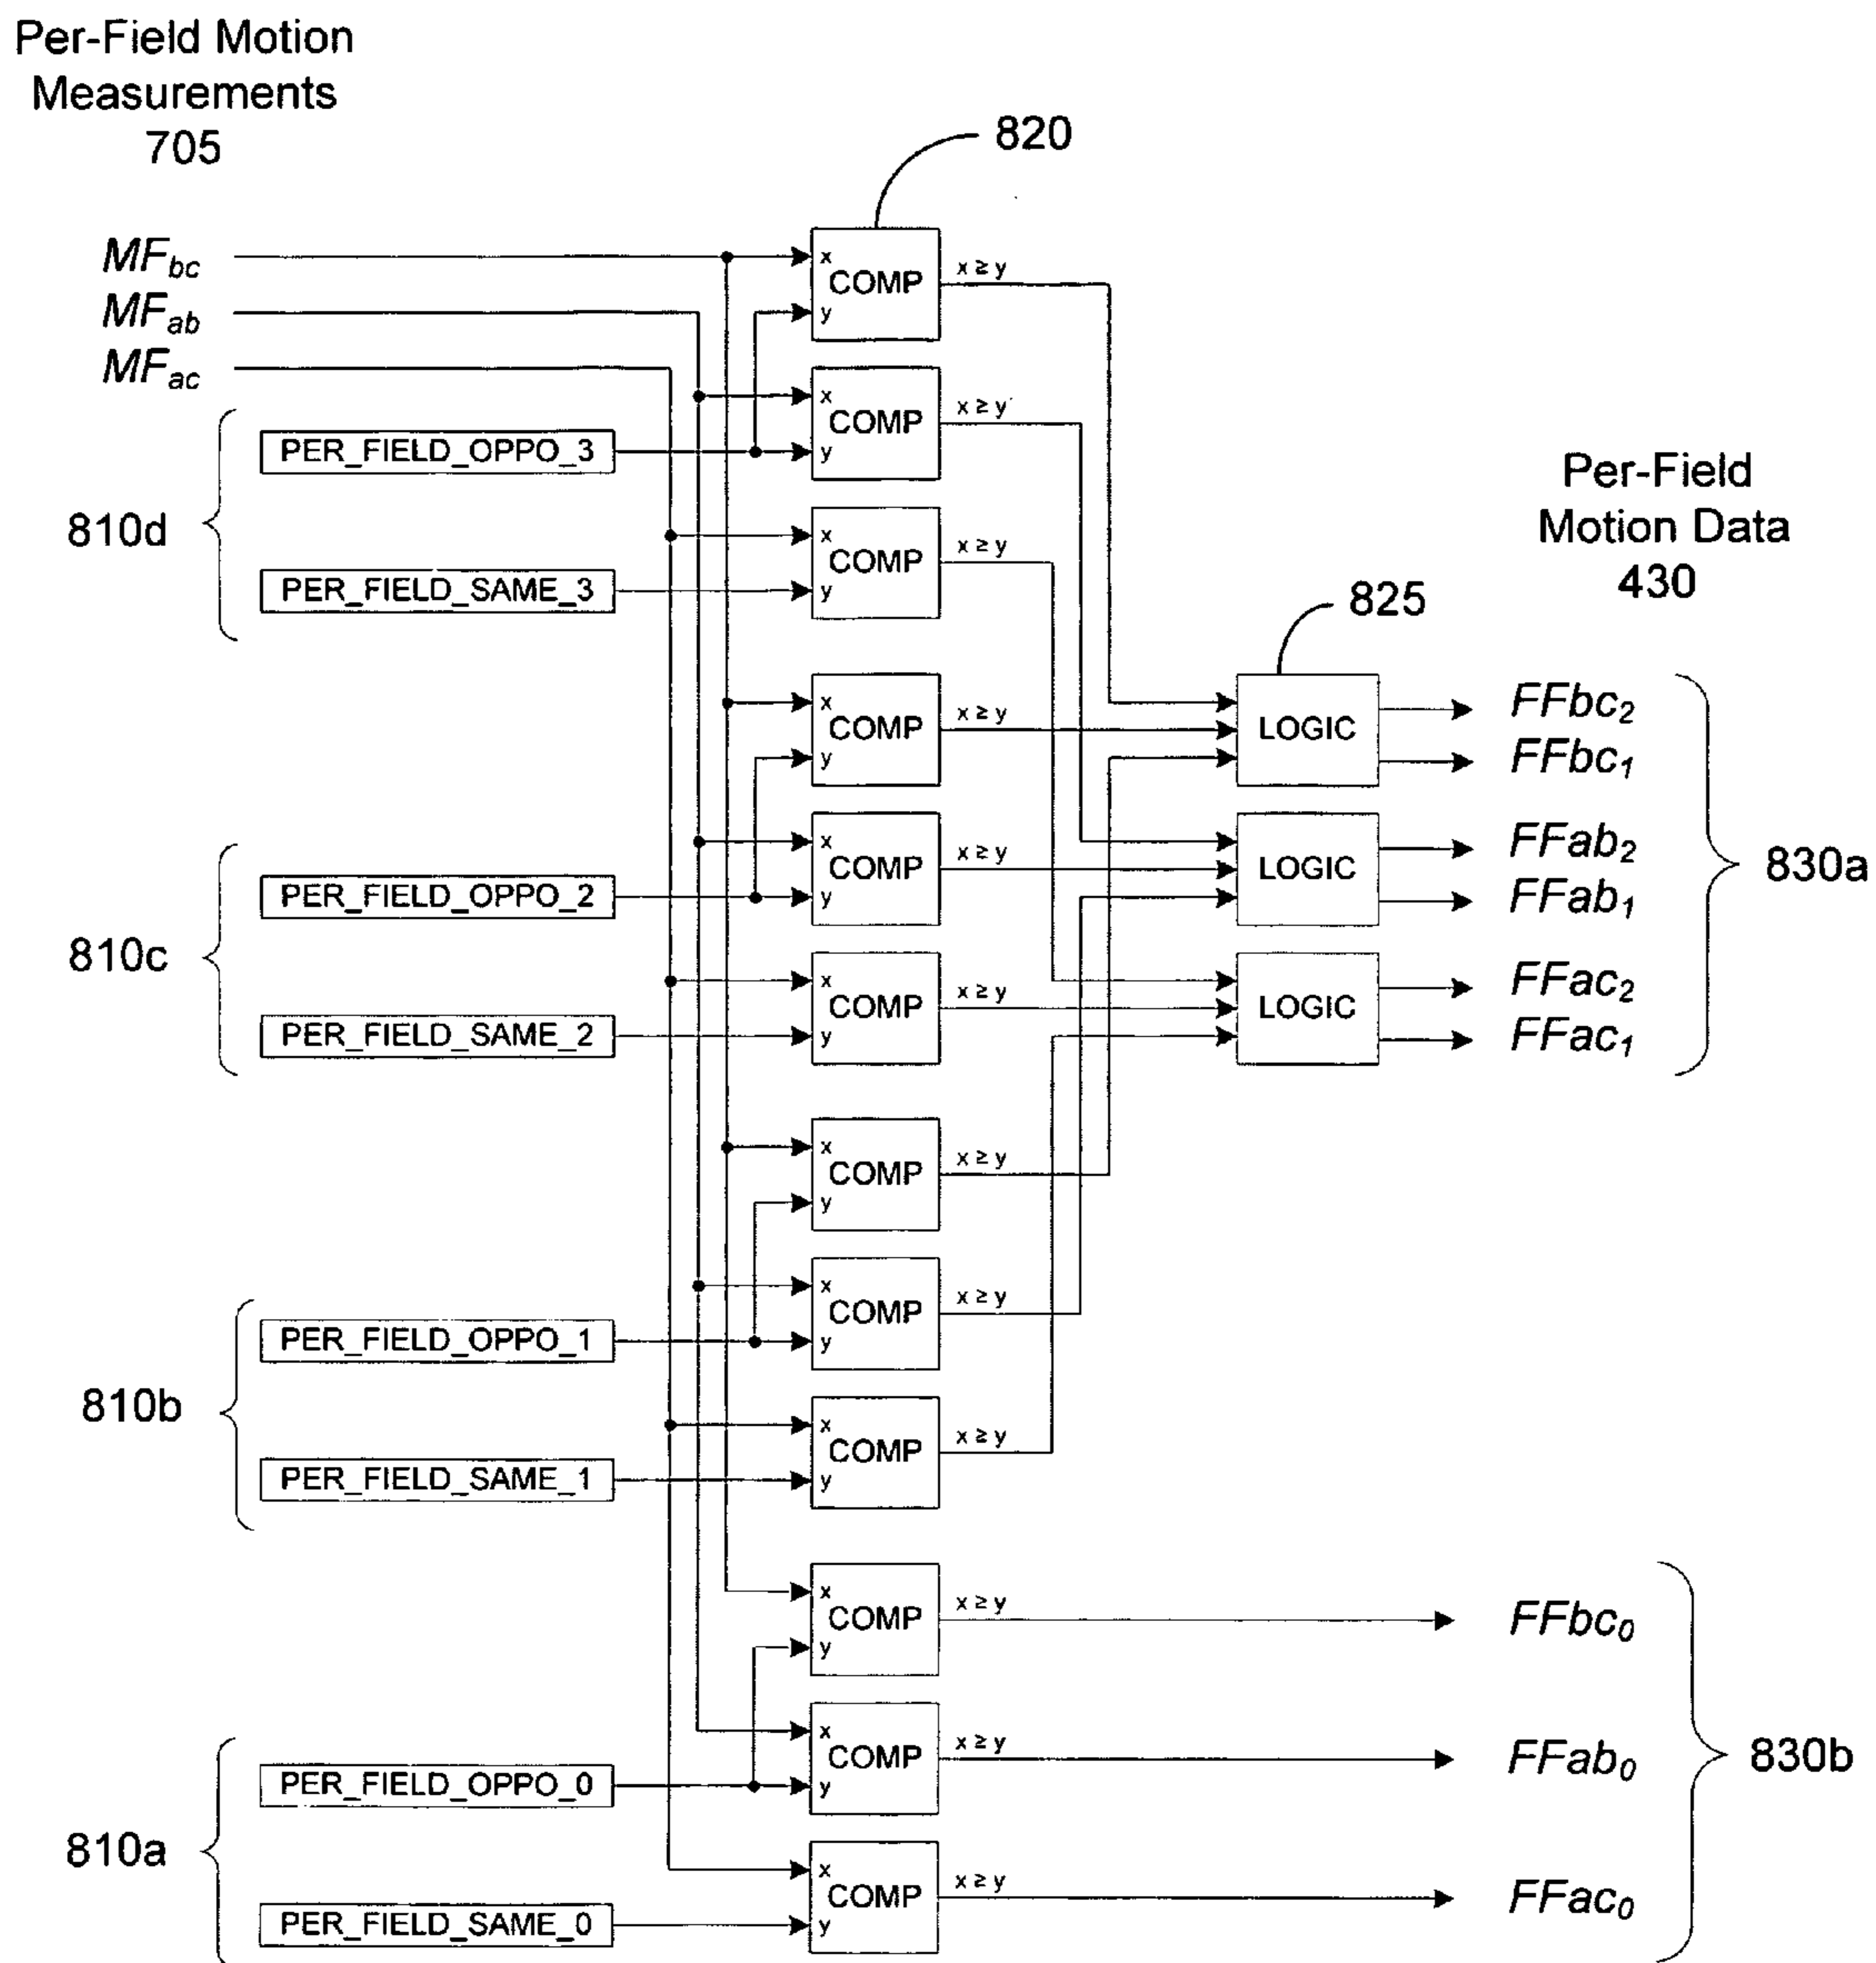 Per-Field Motion
Measurements
705
820
MFbc
MFab
MFac
x
COMP
y
x ≥ y
x
COMP
y
x ≥ y
PER_FIELD_OPPO_3
810d
x
COMP
y
x ≥ y
PER_FIELD_SAME_3
Per-Field
Motion Data
430
825
x
COMP
y
x ≥ y
LOGIC
FFbc2
FFbc1
x
COMP
y
x ≥ y
LOGIC
FFab2
FFab1
830a
PER_FIELD_OPPO_2
810c
x
COMP
y
x ≥ y
LOGIC
FFac2
FFac1
PER_FIELD_SAME_2
x
COMP
y
x ≥ y
x
COMP
y
x ≥ y
PER_FIELD_OPPO_1
810b
x
COMP
y
x ≥ y
PER_FIELD_SAME_1
x
COMP
y
x ≥ y
FFbc0
x
COMP
y
x ≥ y
FFab0
830b
PER_FIELD_OPPO_0
810a
x
COMP
y
x ≥ y
FFac0
PER_FIELD_SAME_0